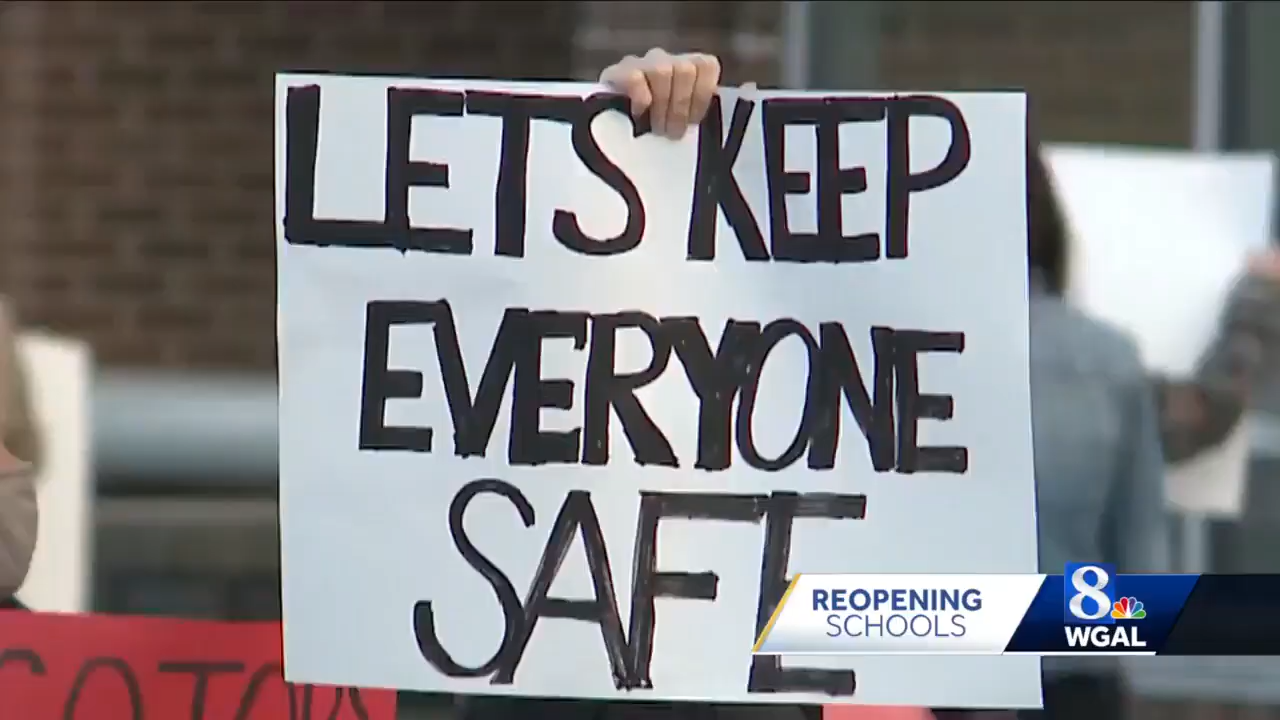 LETS KEEP
EVERYONE
SAFE
REOPENING
SCHOOLS
8
WGAL